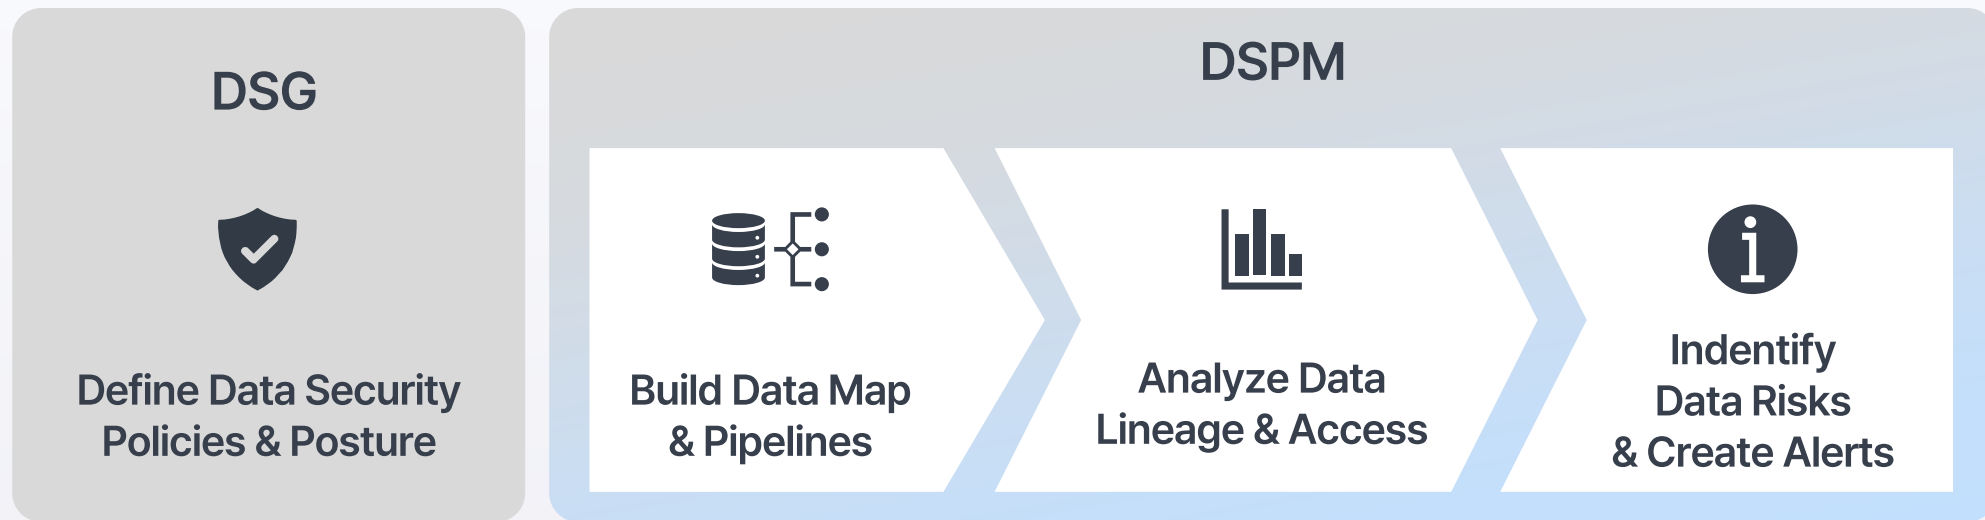 DSG
Define Data Security
Policies & Posture
DSPM
Build Data Map
& Pipelines
Analyze Data
Lineage & Access
Indentify
Data Risks
& Create Alerts